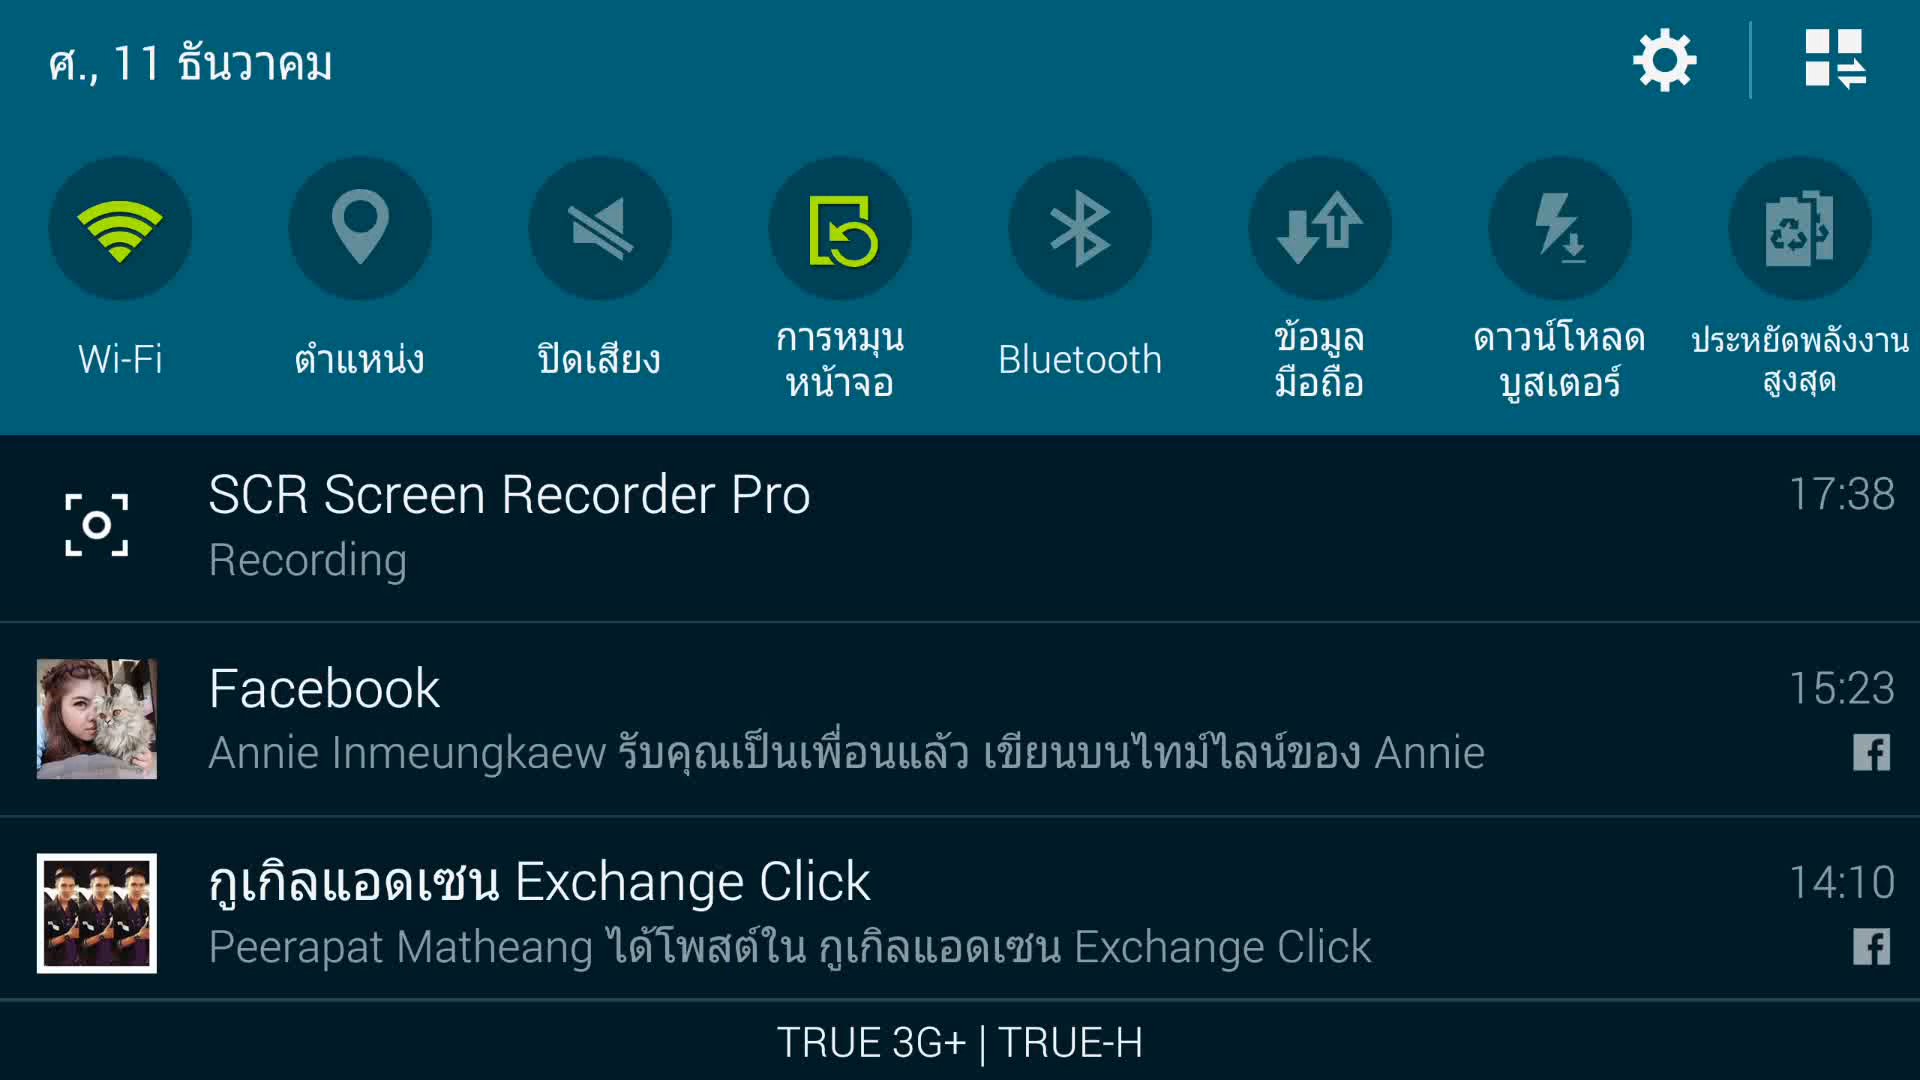 ศ., 11 ธันวาคม
Wi-Fi
ตำแหน่ง
ปิดเสียง
การหมุน
หน้าจอ
Bluetooth
ข้อมูล
มือถือ
ดาวน์โหลด
บูสเตอร์
ประหยัดพลังงาน
สูงสุด
SCR Screen Recorder Pro
17:38
Recording
Facebook
15:23
Annie Inmeungkaew รับคุณเป็นเพื่อนแล้ว เขียนบนไทม์ไลน์ของ Annie
กูเกิลแอดเซน Exchange Click
14:10
Peerapat Matheang ได้โพสต์ใน กูเกิลแอดเซน Exchange Click
TRUE 3G+ | TRUE-H